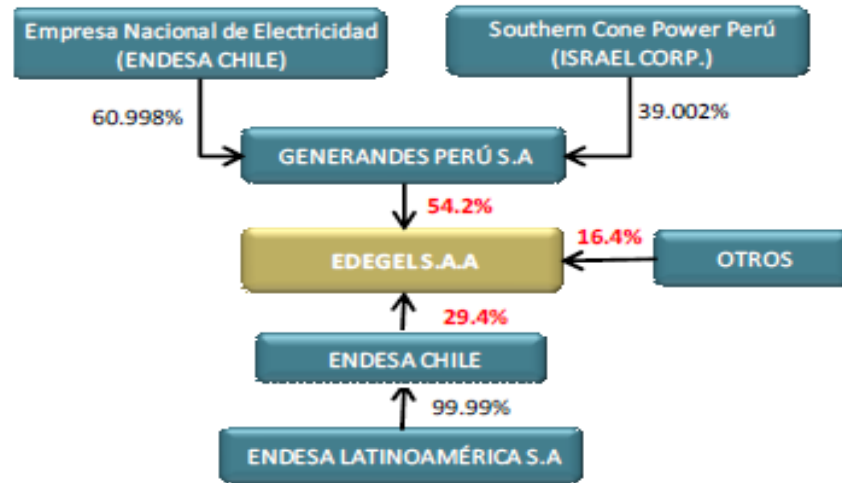 Empresa Nacional de Electricidad
(ENDESA CHILE)
Southern Cone Power Perú
(ISRAEL CORP.)
60.998%
39.002%
GENERANDES PERÚ S.A
54.2%
16.4%
EDEGEL S.A.A
OTROS
29.4%
ENDESA CHILE
99.99%
ENDESA LATINOAMÉRICA S.A